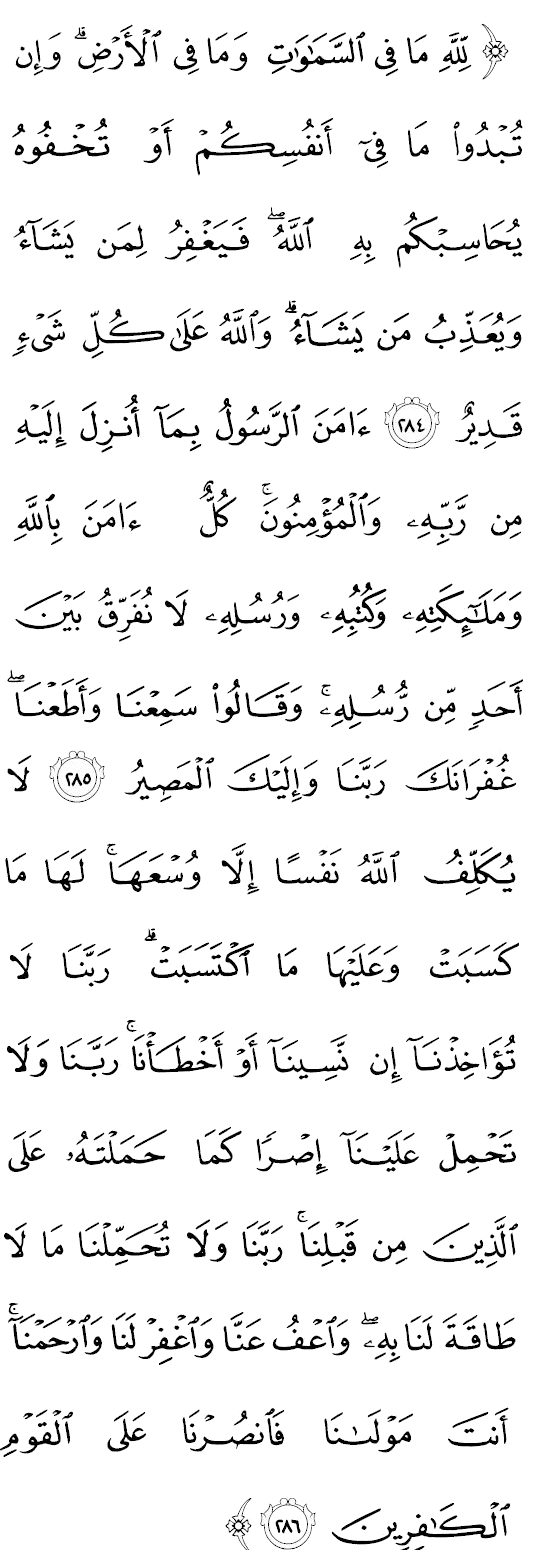 ﴿ لِّلَّهِ مَا فِي ٱلسَّمَٰوَٰتِ وَمَا فِي ٱلۡأَرۡضِۗ وَإِن
تُبۡدُواْ مَا فِيٓ أَنفُسِكُمۡ أَوۡ تُخۡفُوهُ
يُحَاسِبۡكُم بِهِ ٱللَّهُۖ فَيَغۡفِرُ لِمَن يَشَآءُ
وَيُعَذِّبُ مَن يَشَآءُۗ وَٱللَّهُ عَلَىٰ كُلِّ شَيۡءٖ
قَدِيرٌ ٢٨٤ ءَامَنَ ٱلرَّسُولُ بِمَآ أُنزِلَ إِلَيۡهِ
مِن رَّبِّهِۦ وَٱلۡمُؤۡمِنُونَۚ كُلٌّ ءَامَنَ بِٱللَّهِ
وَمَلَٰٓئِكَتِهِۦ وَكُتُبِهِۦ وَرُسُلِهِۦ لَا نُفَرِّقُ بَيۡنَ
أَحَدٖ مِّن رُّسُلِهِۦۚ وَقَالُواْ سَمِعۡنَا وَأَطَعۡنَاۖ
غُفۡرَانَكَ رَبَّنَا وَإِلَيۡكَ ٱلۡمَصِيرُ ٢٨٥ لَا
يُكَلِّفُ ٱللَّهُ نَفۡسًا إِلَّا وُسۡعَهَاۚ لَهَا مَا
كَسَبَتۡ وَعَلَيۡهَا مَا ٱكۡتَسَبَتۡۗ رَبَّنَا لَا
تُؤَاخِذۡنَآ إِن نَّسِينَآ أَوۡ أَخۡطَأۡنَاۚ رَبَّنَا وَلَا
تَحۡمِلۡ عَلَيۡنَآ إِصۡرٗا كَمَا حَمَلۡتَهُۥ عَلَى
ٱلَّذِينَ مِن قَبۡلِنَاۚ رَبَّنَا وَلَا تُحَمِّلۡنَا مَا لَا
طَاقَةَ لَنَا بِهِۦۖ وَٱعۡفُ عَنَّا وَٱغۡفِرۡ لَنَا وَٱرۡحَمۡنَآۚ
أَنتَ مَوۡلَىٰنَا فَٱنصُرۡنَا عَلَى ٱلۡقَوۡمِ
ٱلۡكَٰفِرِينَ ٢٨٦ ﴾